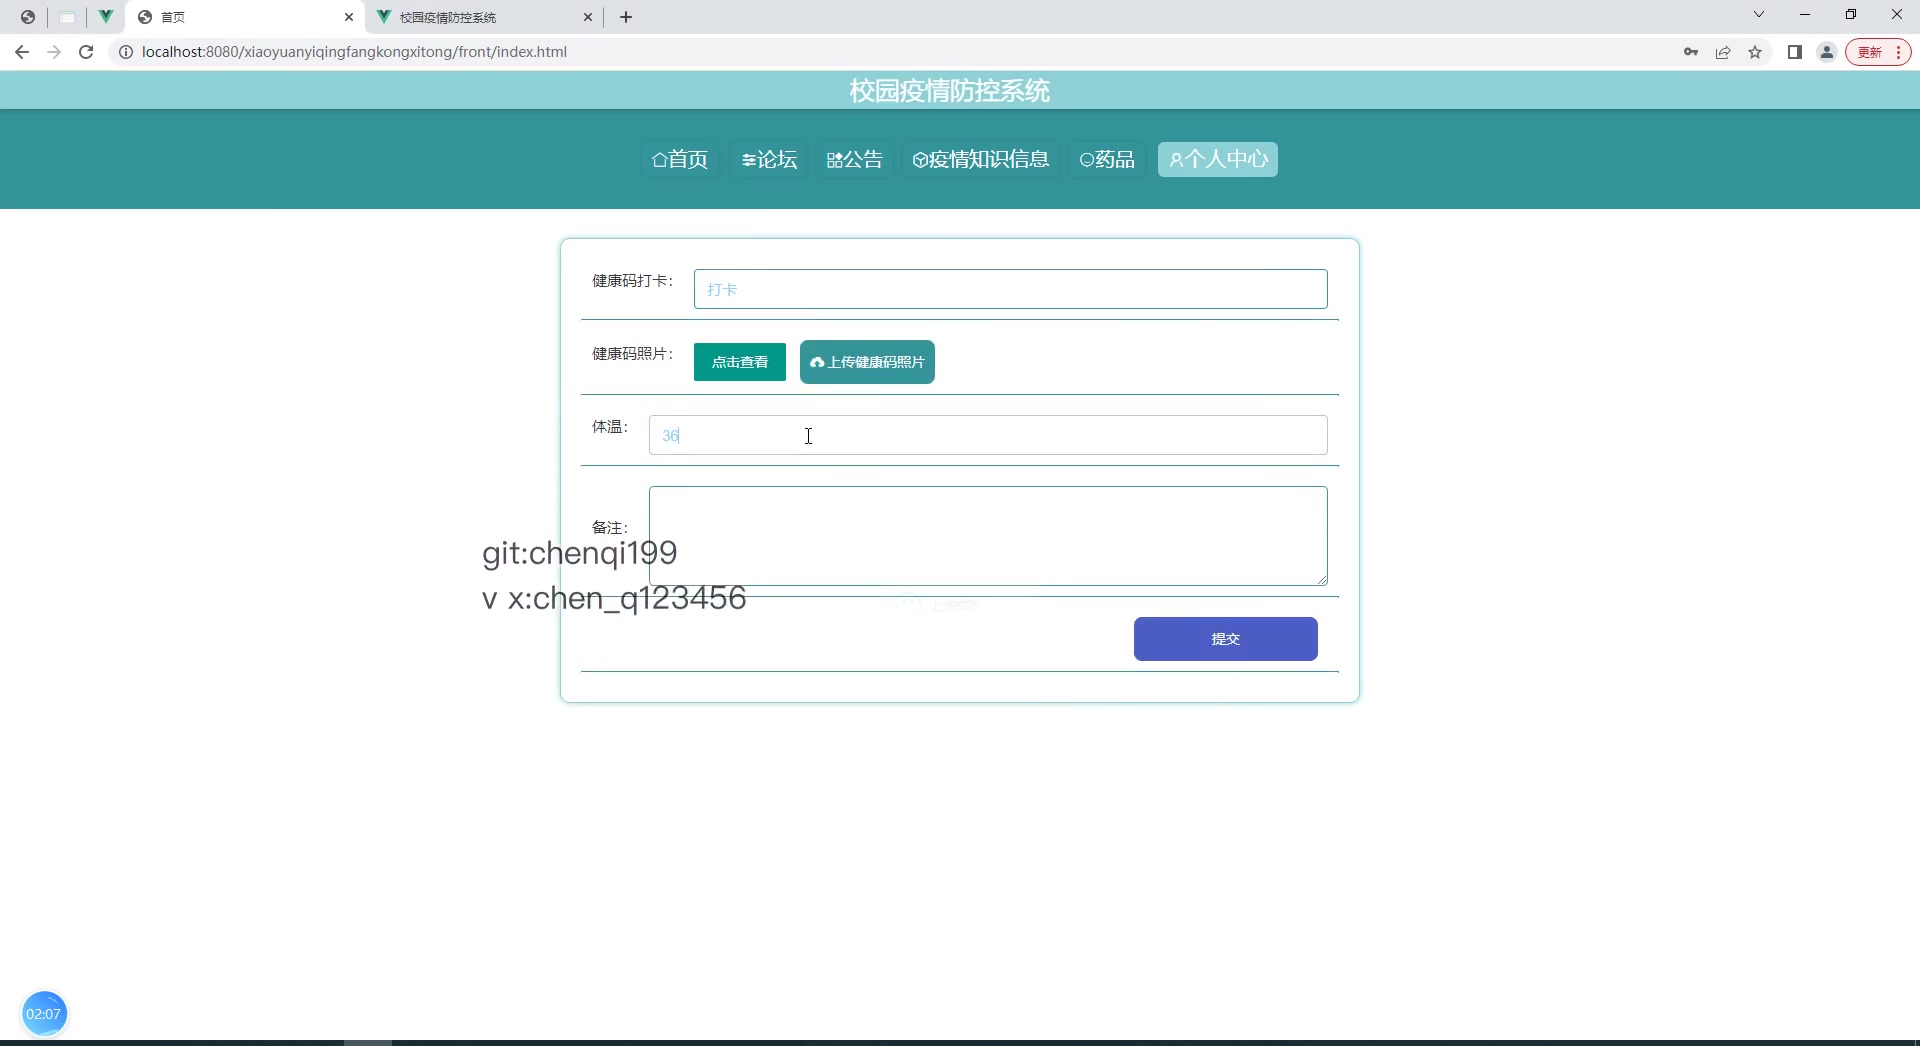 首页
校园疫情防控系统
localhost:8080/xiaoyuanyiqingfangkongxitong/front/index.html
更新
校园疫情防控系统
首页
论坛
公告
疫情知识信息
药品
个人中心
健康码打卡：
打卡
健康码照片：
点击查看
上传健康码照片
体温：
36
备注：
git:chenqi199
v x:chen_q123456
提交
02:07